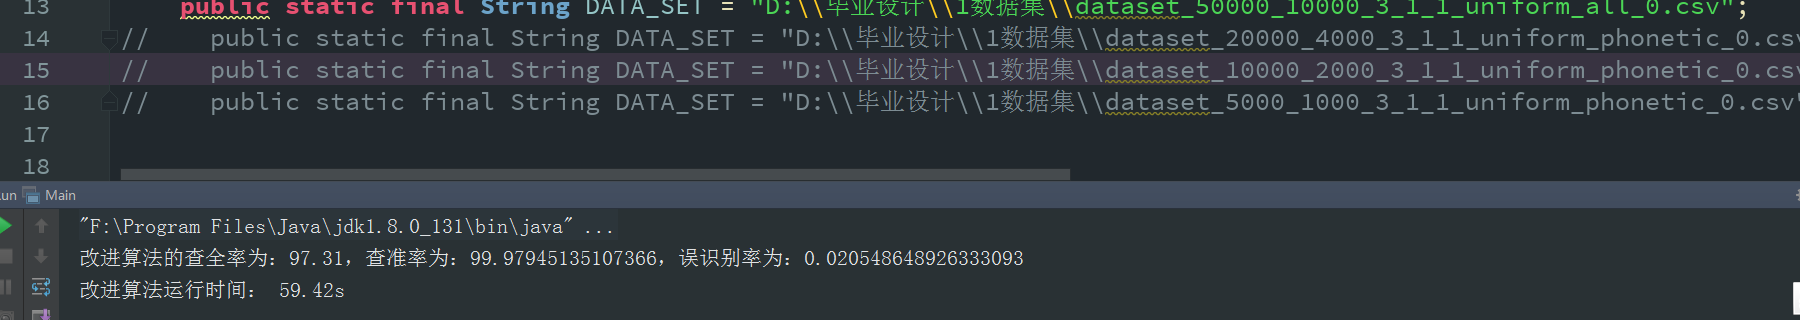 13 public static final String DATA_SET = "D:\\毕业设计\\1数据集\\dataset_50000_10000_3_1_1_uniform_all_0.csv";
14 // public static final String DATA_SET = "D:\\毕业设计\\1数据集\\dataset_20000_4000_3_1_1_uniform_phonetic_0.csv
15 // public static final String DATA_SET = "D:\\毕业设计\\1数据集\\dataset_10000_2000_3_1_1_uniform_phonetic_0.csv
16 // public static final String DATA_SET = "D:\\毕业设计\\1数据集\\dataset_5000_1000_3_1_1_uniform_phonetic_0.csv"
17
18
un Main
"F:\Program Files\Java\jdk1.8.0_131\bin\java" ...
改进算法的查全率为：97.31，查准率为：99.97945135107366，误识别率为：0.020548648926333093
改进算法运行时间： 59.42s